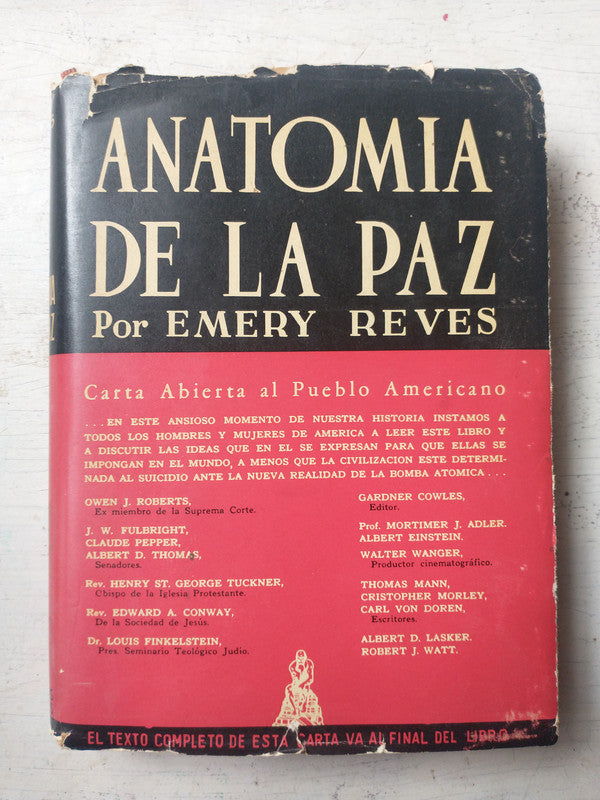 ANATOMIA
DE LA PAZ
Por EMERY REVES
Carta Abierta al Pueblo Americano
...EN ESTE ANSIOSO MOMENTO DE NUESTRA HISTORIA INSTAMOS A
TODOS LOS HOMBRES Y MUJERES DE AMERICA A LEER ESTE LIBRO Y
A DISCUTIR LAS IDEAS QUE EN EL SE EXPRESAN PARA QUE ELLAS SE
IMPONGAN EN EL MUNDO, A MENOS QUE LA CIVILIZACION ESTE DETERMI-
NADA AL SUICIDIO ANTE LA NUEVA REALIDAD DE LA BOMBA ATOMICA...
OWEN J. ROBERTS,
Ex miembro de la Suprema Corte.
J. W. FULBRIGHT,
CLAUDE PEPPER,
ALBERT D. THOMAS,
Senadores.
Rev. HENRY ST. GEORGE TUCKNER,
Obispo de la Iglesia Protestante.
Rev. EDWARD A. CONWAY,
De la Sociedad de Jesús.
Dr. LOUIS FINKELSTEIN,
Pres. Seminario Teológico Judío.
GARDNER COWLES,
Editor.
Prof. MORTIMER J. ADLER.
ALBERT EINSTEIN.
WALTER WANGER,
Productor cinematográfico.
THOMAS MANN,
CRISTOPHER MORLEY,
CARL VON DOREN,
Escritores.
ALBERT D. LASKER.
ROBERT J. WATT.
EL TEXTO COMPLETO DE ESTA CARTA VA AL FINAL DEL LIBRO